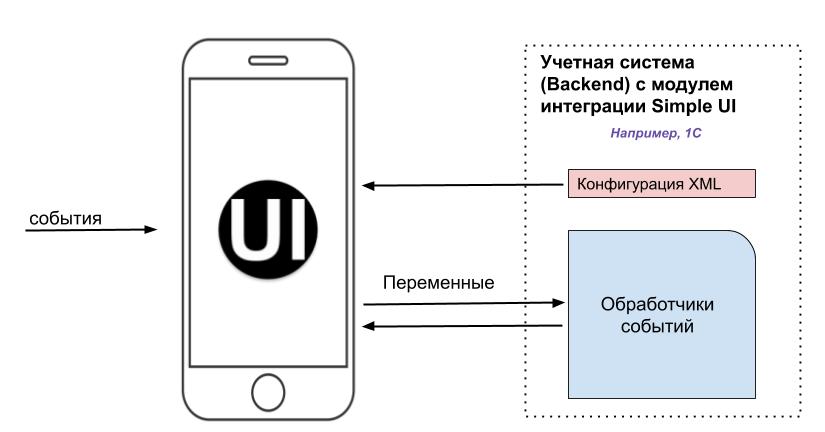 Учетная система
(Backend) с модулем
интеграции Simple UI
Например, 1С
Конфигурация XML
события
UI
Переменные
Обработчики
событий